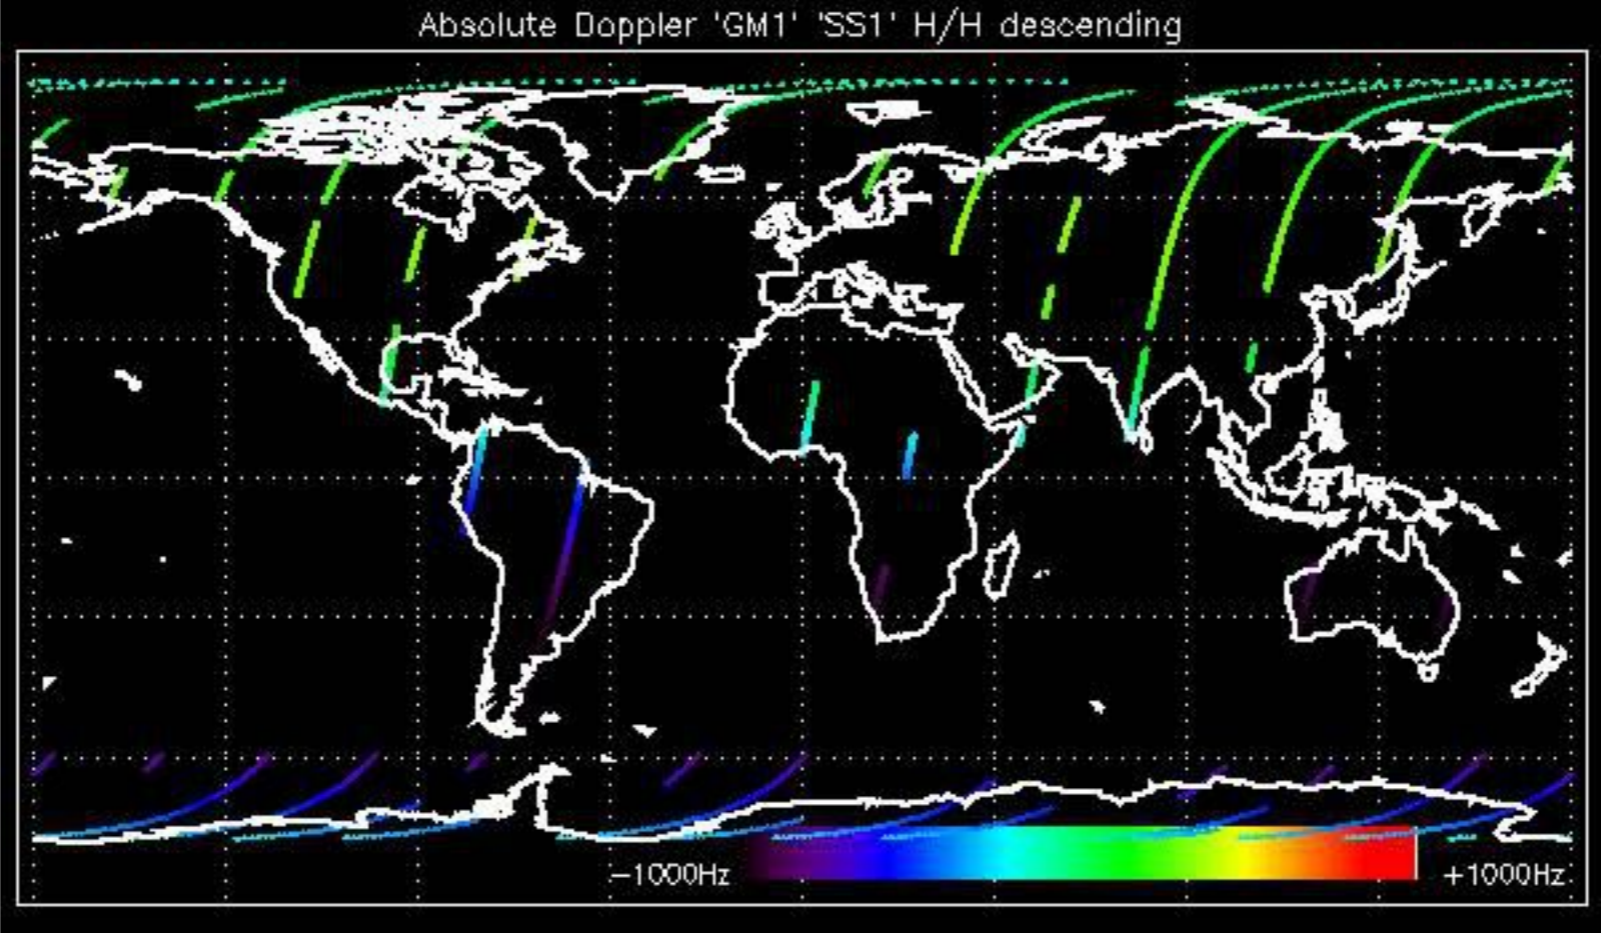 Absolute Doppler 'GM1' 'SS1' H/H descending
−1000Hz
+1000Hz